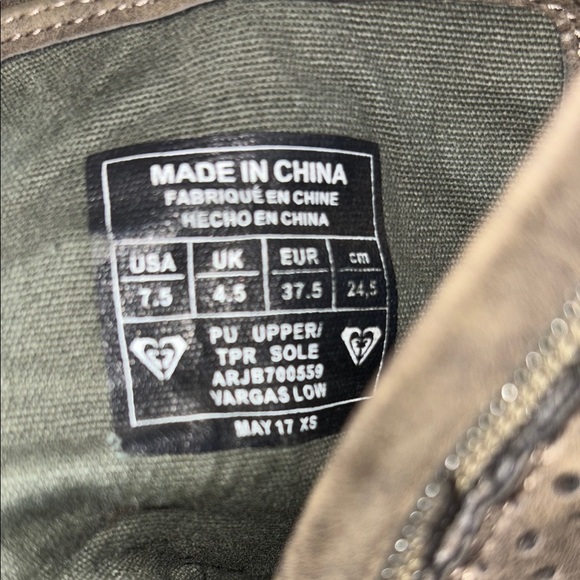 MADE IN CHINA
FABRIQUÉ EN CHINE
HECHO EN CHINA
USA UK EUR cm
7.5 4.5 37.5 24,5
PU UPPER/
TPR SOLE
ARJB700559
VARGAS LOW
MAY 17 XS